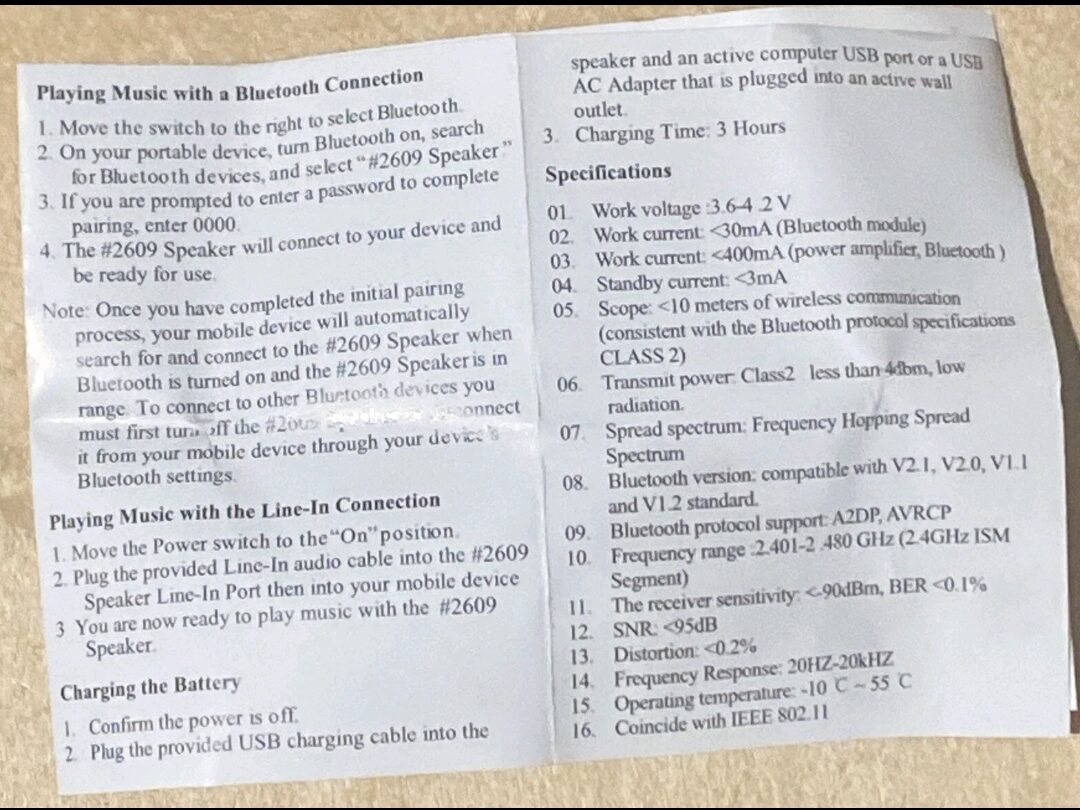 Playing Music with a Bluetooth Connection
1. Move the switch to the right to select Bluetooth.
2. On your portable device, turn Bluetooth on, search
for Bluetooth devices, and select "#2609 Speaker."
3. If you are prompted to enter a password to complete
pairing, enter 0000.
4. The #2609 Speaker will connect to your device and
be ready for use.
Note: Once you have completed the initial pairing
process, your mobile device will automatically
search for and connect to the #2609 Speaker when
Bluetooth is turned on and the #2609 Speaker is in
range. To connect to other Bluetooth devices you
must first turn off the
it from your mobile device through your device's
Bluetooth settings.
Playing Music with the Line-In Connection
1. Move the Power switch to the "On" position.
2. Plug the provided Line-In audio cable into the #2609
Speaker Line-In Port then into your mobile device
3 You are now ready to play music with the #2609
Speaker.
Charging the Battery
1. Confirm the power is off.
2. Plug the provided USB charging cable into the
speaker and an active computer USB port or a USB
AC Adapter that is plugged into an active wall
outlet.
3. Charging Time: 3 Hours
Specifications
01. Work voltage :3.6-4.2 V
02. Work current: <30mA (Bluetooth module)
03. Work current: <400mA (power amplifier, Bluetooth )
04. Standby current: <3mA
05. Scope: <10 meters of wireless communication
(consistent with the Bluetooth protocol specifications
CLASS 2)
06. Transmit power: Class2 less than 4dbm, low
radiation.
07. Spread spectrum: Frequency Hopping Spread
Spectrum
08. Bluetooth version: compatible with V2.1, V2.0, V1.1
and V1.2 standard.
09. Bluetooth protocol support: A2DP, AVRCP
10. Frequency range :2.401-2.480 GHz (2.4GHz ISM
Segment)
11. The receiver sensitivity: <-90dBm, BER <0.1%
12. SNR: <95dB
13. Distortion: <0.2%
14. Frequency Response: 20HZ-20kHZ
15. Operating temperature: -10 ℃ ~ 55 ℃
16. Coincide with IEEE 802.11